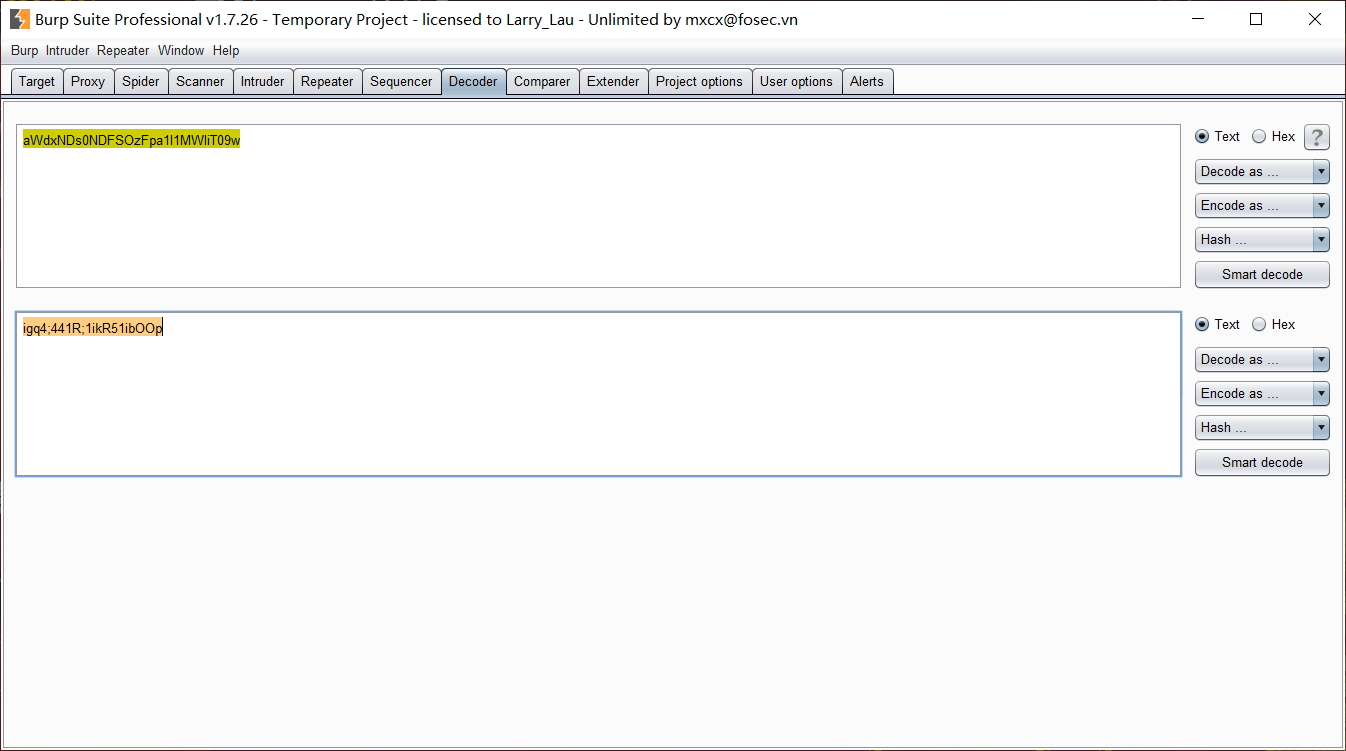 Burp Suite Professional v1.7.26 - Temporary Project - licensed to Larry_Lau - Unlimited by mxcx@fosec.vn
Burp Intruder Repeater Window Help
Target Proxy Spider Scanner Intruder Repeater Sequencer Decoder Comparer Extender Project options User options Alerts
aWdxNDs0NDFSOzFpa1I1MWliT09w
Text Hex ?
Decode as ...
Encode as ...
Hash ...
Smart decode
igq4;441R;1ikR51ibOOp
Text Hex
Decode as ...
Encode as ...
Hash ...
Smart decode